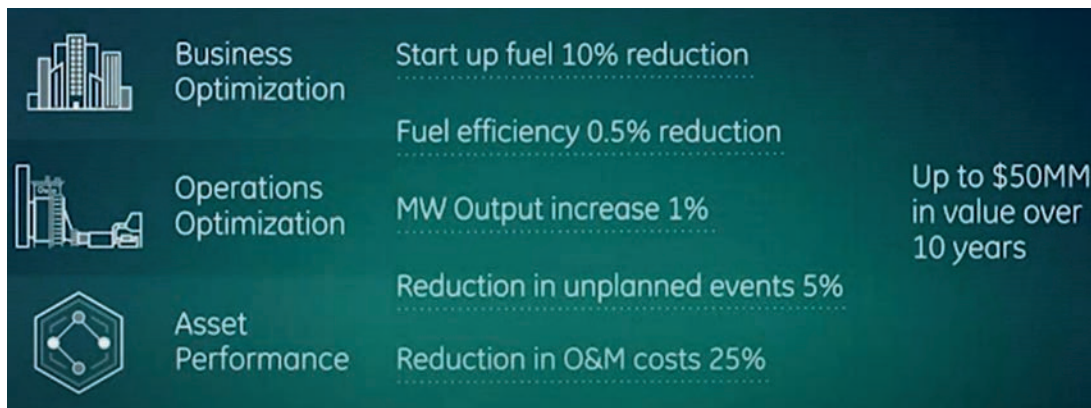 Business
Optimization
Start up fuel 10% reduction
Fuel efficiency 0.5% reduction
Operations
Optimization
MW Output increase 1%
Up to $50MM
in value over
10 years
Reduction in unplanned events 5%
Asset
Performance
Reduction in O&M costs 25%